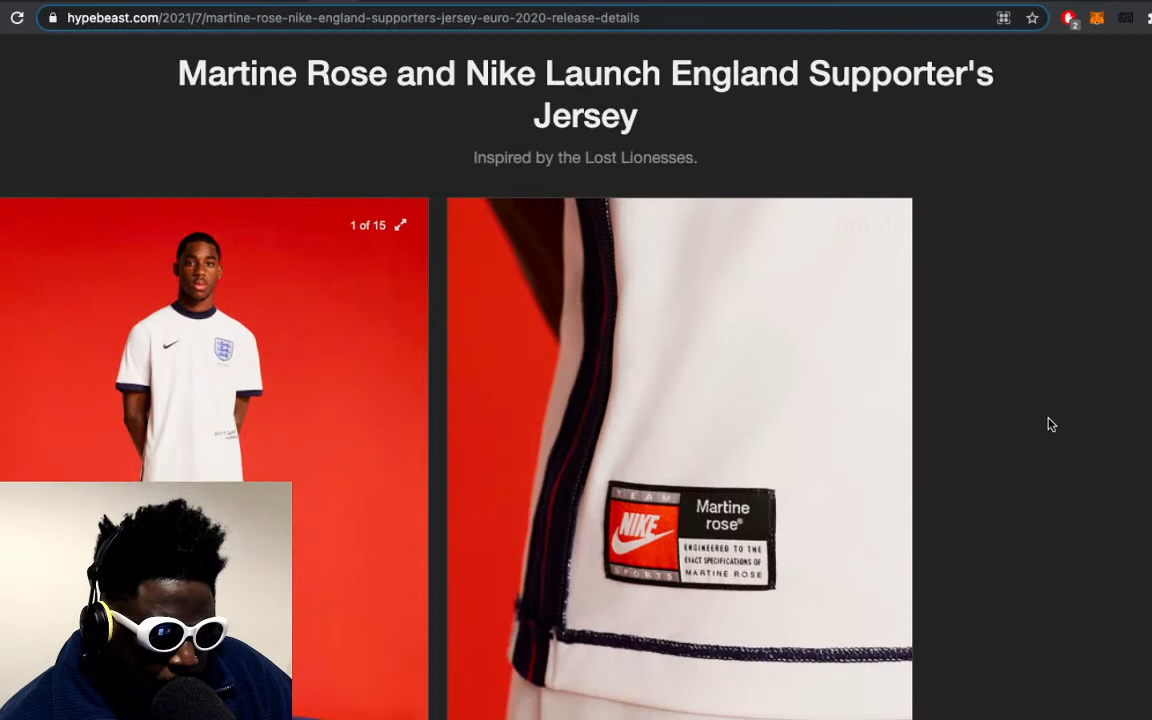 hypebeast.com/2021/7/martine-rose-nike-england-supporters-jersey-euro-2020-release-details
2
Martine Rose and Nike Launch England Supporter's
Jersey
Inspired by the Lost Lionesses.
1 of 15
TEAM
NIKE
SPORTS
Martine
rose®
ENGINEERED TO THE
EXACT SPECIFICATIONS OF
MARTINE ROSE